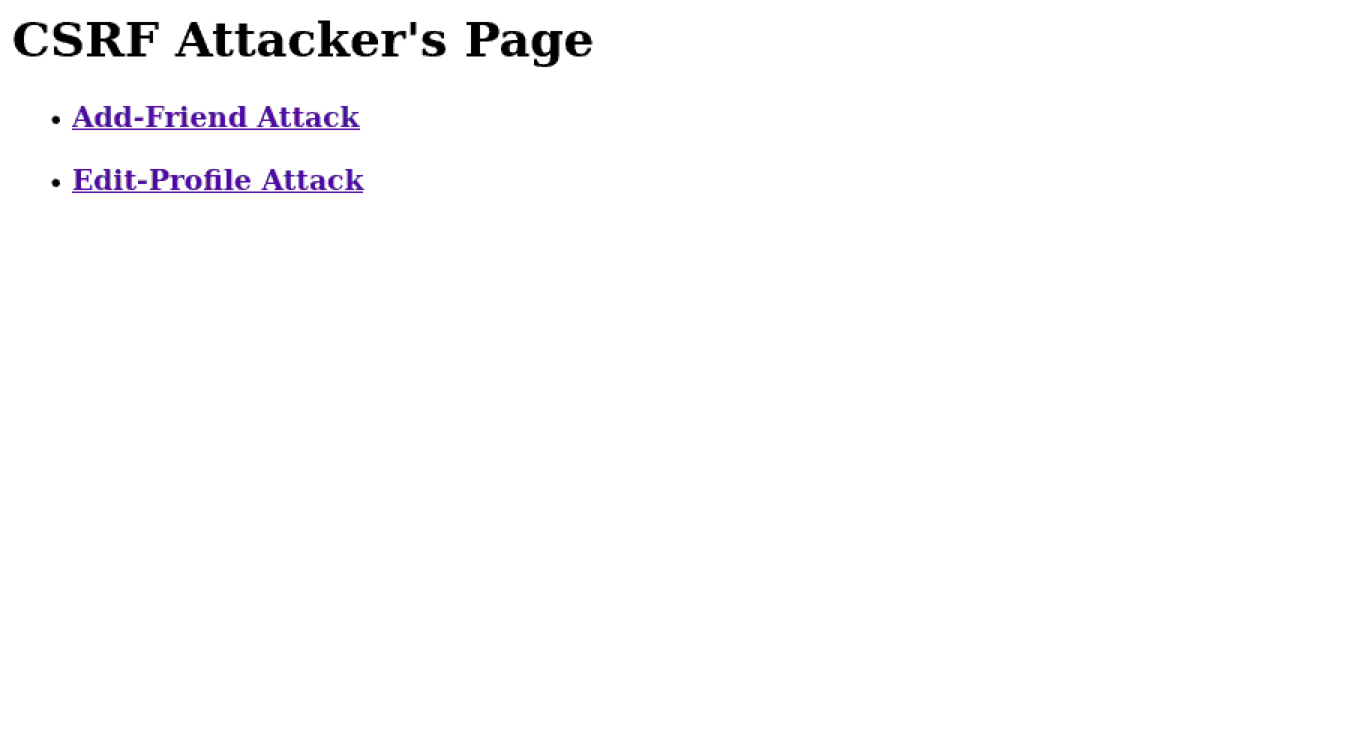 CSRF Attacker's Page
Add-Friend Attack
Edit-Profile Attack